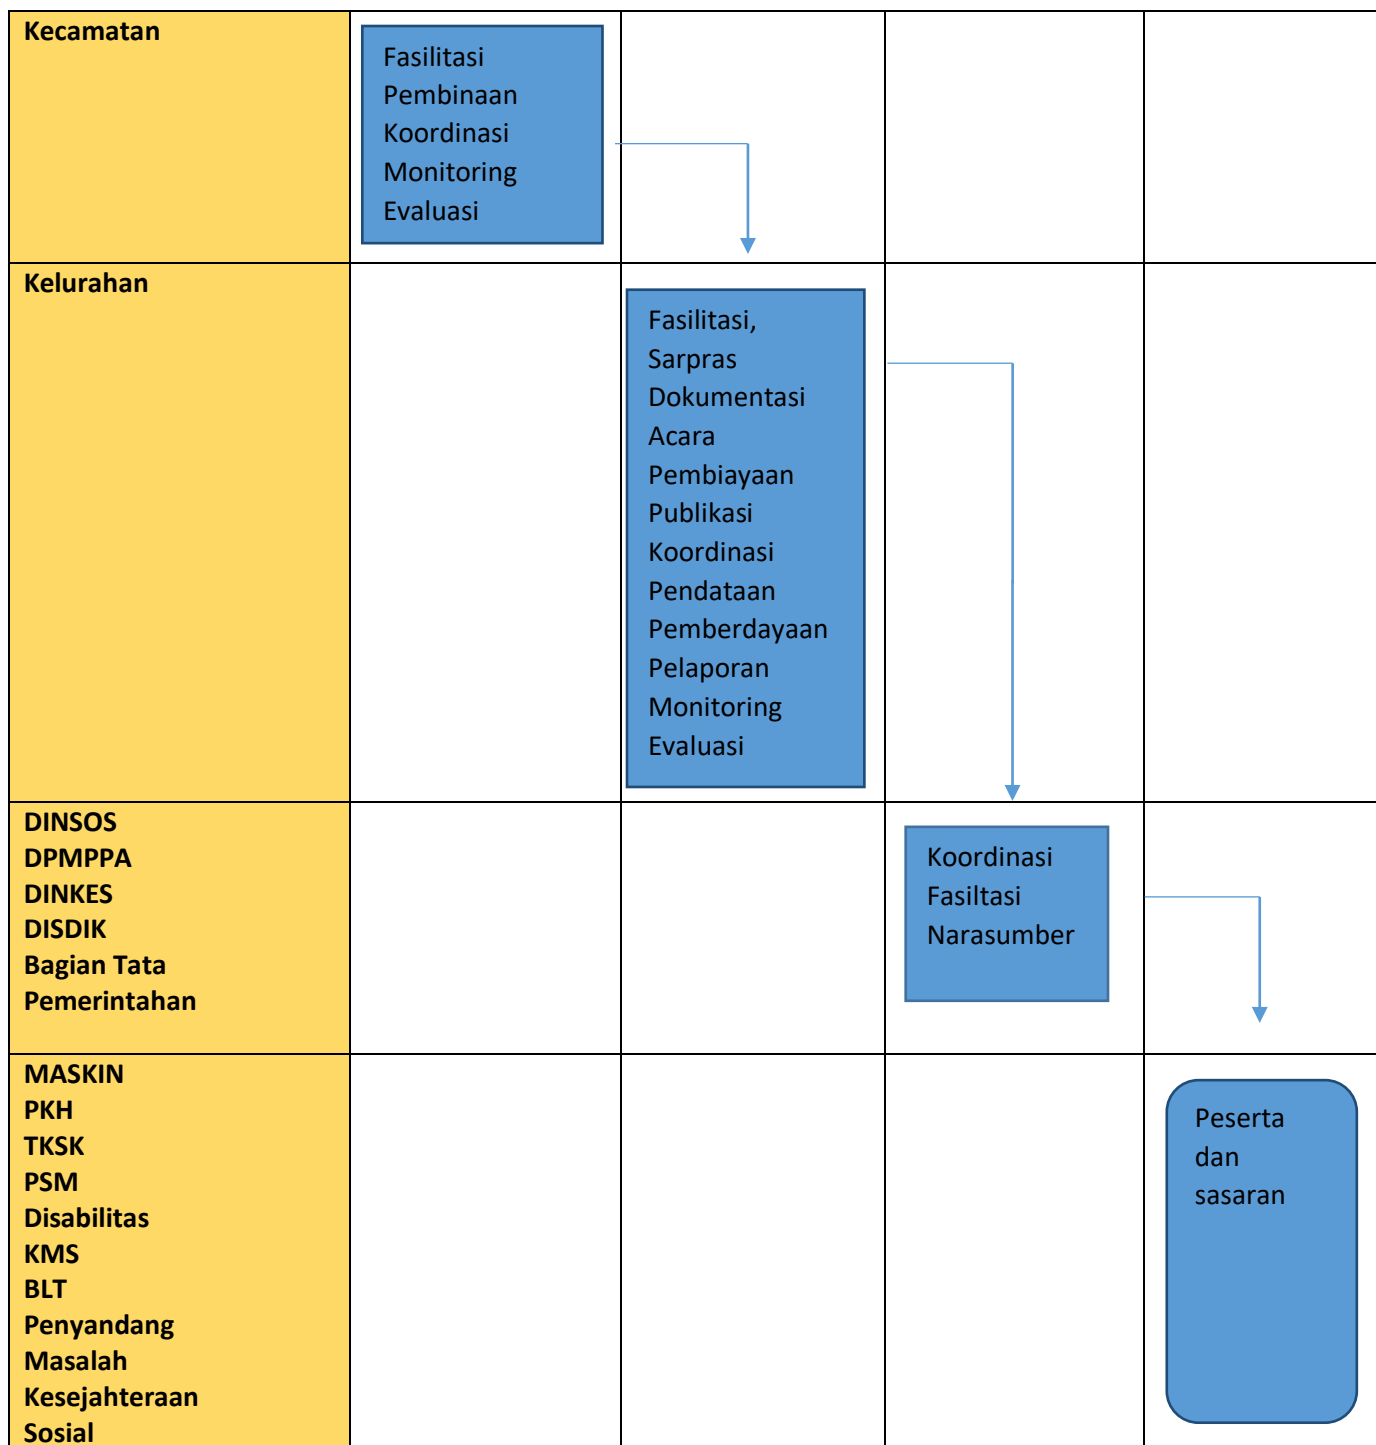 Kecamatan
Fasilitasi
Pembinaan
Koordinasi
Monitoring
Evaluasi
Kelurahan
Fasilitasi,
Sarpras
Dokumentasi
Acara
Pembiayaan
Publikasi
Koordinasi
Pendataan
Pemberdayaan
Pelaporan
Monitoring
Evaluasi
DINSOS
DPMPPA
DINKES
DISDIK
Bagian Tata
Pemerintahan
Koordinasi
Fasiltasi
Narasumber
MASKIN
PKH
TKSK
PSM
Disabilitas
KMS
BLT
Penyandang
Masalah
Kesejahteraan
Sosial
Peserta
dan
sasaran